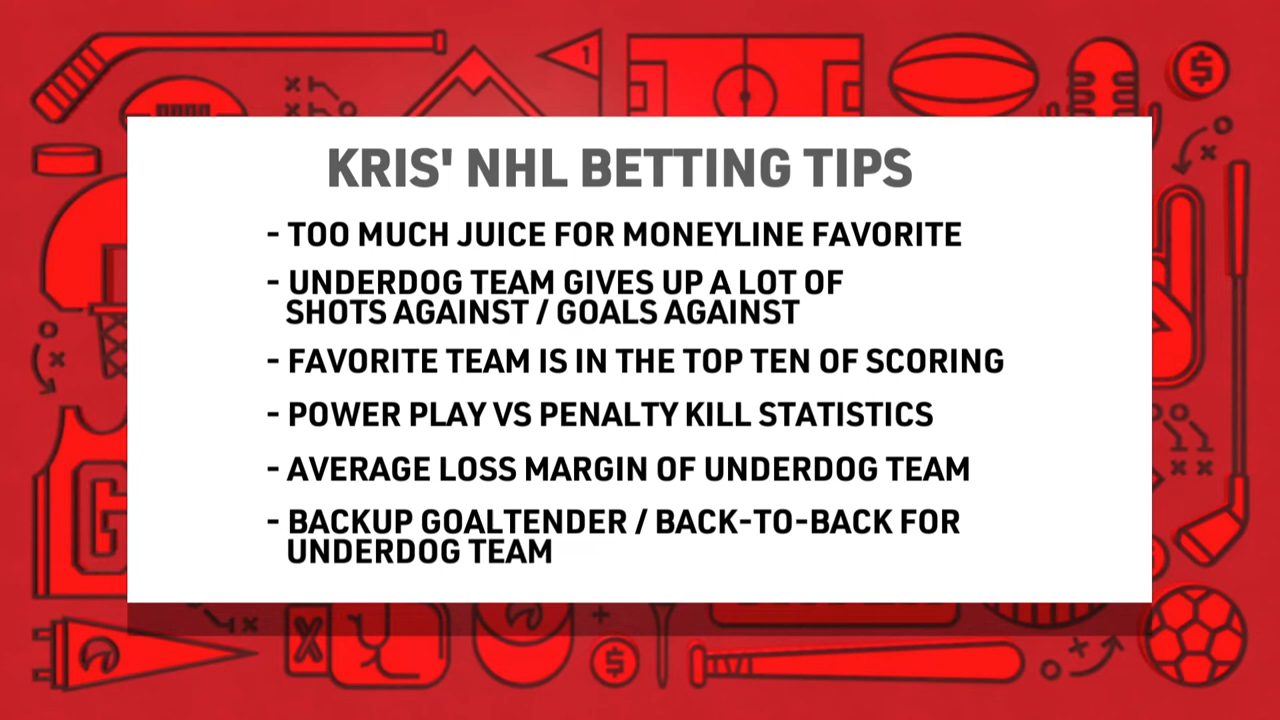 1
$
KRIS' NHL BETTING TIPS
- TOO MUCH JUICE FOR MONEYLINE FAVORITE
- UNDERDOG TEAM GIVES UP A LOT OF
SHOTS AGAINST / GOALS AGAINST
- FAVORITE TEAM IS IN THE TOP TEN OF SCORING
- POWER PLAY VS PENALTY KILL STATISTICS
- AVERAGE LOSS MARGIN OF UNDERDOG TEAM
- BACKUP GOALTENDER / BACK-TO-BACK FOR
UNDERDOG TEAM
G
$